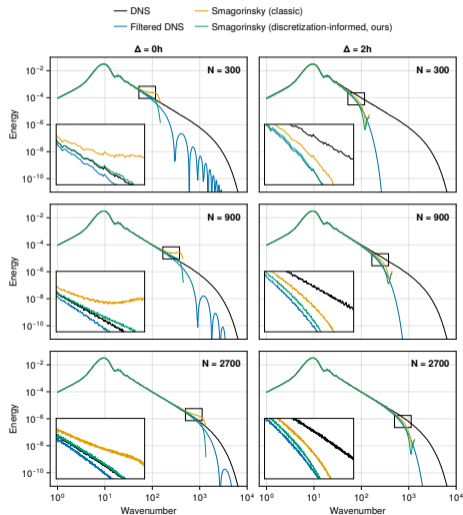 DNS
Smagorinsky (classic)
Filtered DNS
Smagorinsky (discretization-informed, ours)
Δ = 0h
Δ = 2h
N = 300
N = 300
Energy
10⁻²
10⁻⁴
10⁻⁶
10⁻⁸
10⁻¹⁰
N = 900
N = 900
Energy
10⁻²
10⁻⁴
10⁻⁶
10⁻⁸
10⁻¹⁰
N = 2700
N = 2700
Energy
10⁻²
10⁻⁴
10⁻⁶
10⁻⁸
10⁻¹⁰
10⁰ 10¹ 10² 10³ 10⁴ 10⁰ 10¹ 10² 10³ 10⁴
Wavenumber
Wavenumber